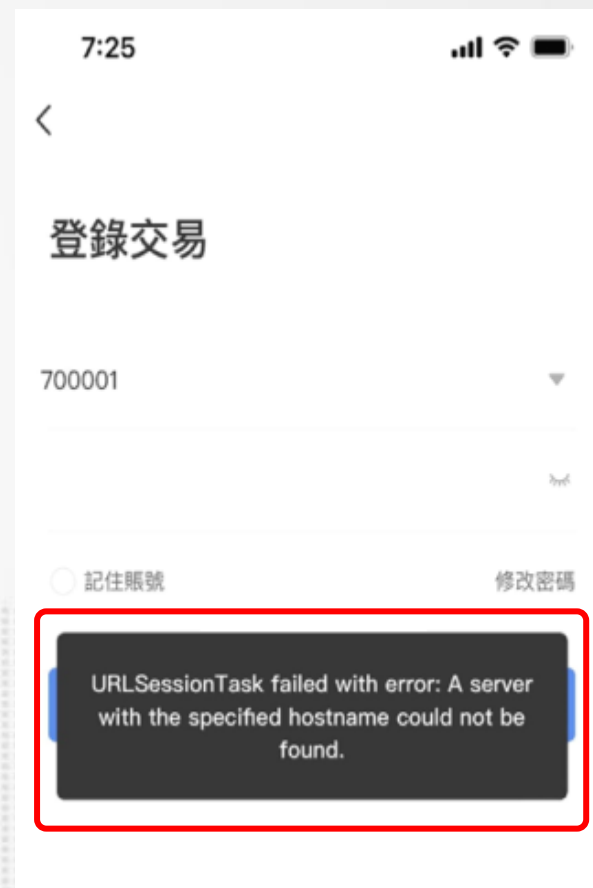 7:25
登錄交易
700001
記住賬號 修改密碼
URLSessionTask failed with error: A server
with the specified hostname could not be
found.